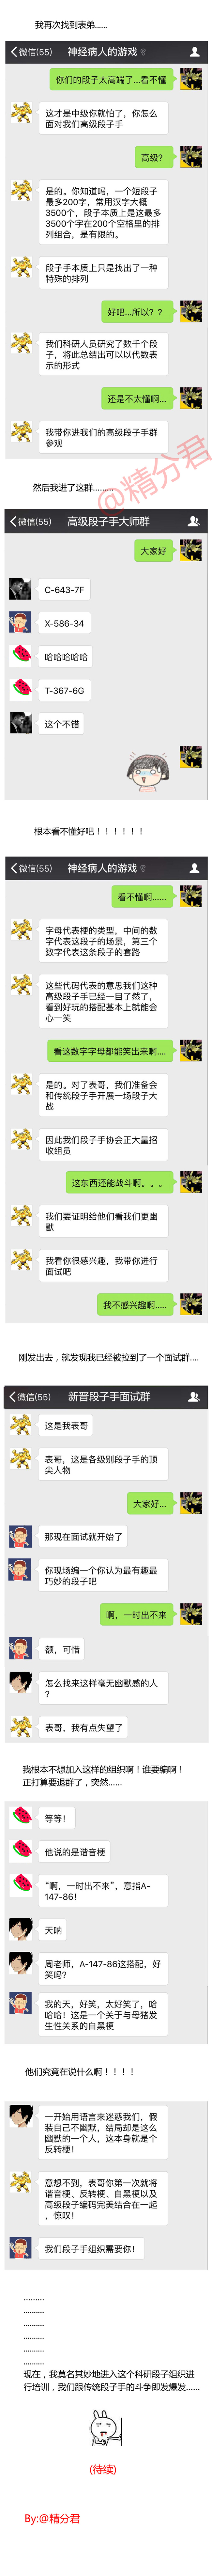 我再次找到表弟......
微信(55)
神经病人的游戏
你们的段子太高端了...看不懂
这才是中级你就怕了，你怎么
面对我们高级段子手
高级？
是的。你知道吗，一个短段子
最多200字，常用汉字大概
3500个，段子本质上是这最多
3500个字在200个空格里的排
列组合，是有限的。
段子手本质上只是找出了一种
特殊的排列
好吧...所以？？
我们科研人员研究了数千个段
子，将此总结出可以以代数表
示的形式
还是不太懂啊...
我带你进我们的高级段子手群
参观
@精分君
然后我进了这群.........
微信(55)
高级段子手大师群
大家好
C-643-7F
X-586-34
哈哈哈哈哈
T-367-6G
这个不错
根本看不懂好吧！！！！！！
微信(55)
神经病人的游戏
看不懂啊......
字母代表梗的类型，中间的数
字代表这段子的场景，第三个
数字代表这条段子的套路
这些代码代表的意思我们这种
高级段子手已经一目了然了，
看到好玩的搭配基本上就能会
心一笑
看这数字字母都能笑出来啊....
是的。对了表哥，我们准备会
和传统段子手开展一场段子大
战
因此我们段子手协会正大量招
收组员
这东西还能战斗啊。。。
我们要证明给他们看我们更幽
默
我看你很感兴趣，我带你进行
面试吧
我不感兴趣啊.....
刚发出去，就发现我已经被拉到了一个面试群....
微信(55)
新晋段子手面试群
这是我表哥
表哥，这是各级别段子手的顶
尖人物
大家好...
那现在面试就开始了
你现场编一个你认为最有趣最
巧妙的段子吧
啊，一时出不来
额，可惜
怎么找来这样毫无幽默感的人
？
表哥，我有点失望了
我根本不想加入这样的组织啊！谁要编啊！
正打算要退群了，突然......
等等！
他说的是谐音梗
“啊，一时出不来”，意指A-
147-86！
天呐
周老师，A-147-86这搭配，好
笑吗？
我的天，好笑，太好笑了，哈
哈哈！这是一个关于与母猪发
生性关系的自黑梗
他们究竟在说什么啊！！！！
一开始用语言来迷惑我们，假
装自己不幽默，结局却是这么
幽默的一个人，这本身就是个
反转梗！
意想不到，表哥你第一次就将
谐音梗、反转梗、自黑梗以及
高级段子编码完美结合在一起
，惊叹！
我们段子手组织需要你！
.........
.........
.........
.........
.........
.........
现在，我莫名其妙地进入这个科研段子组织进
行培训，我们跟传统段子手的斗争即发爆发......
(待续)
By:@精分君